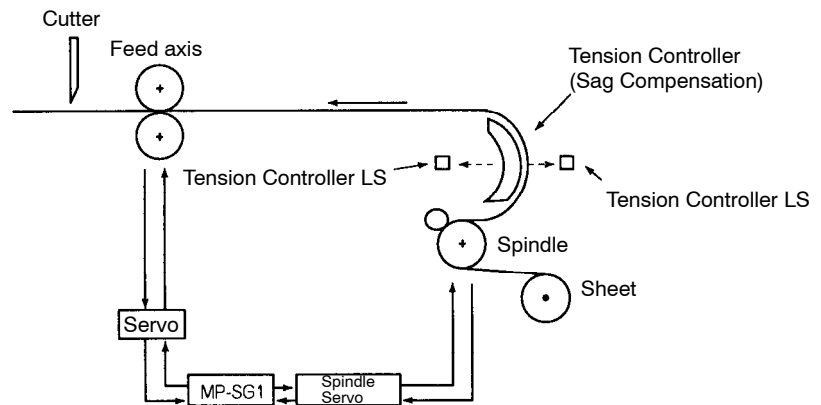 Cutter
Feed axis
Tension Controller
(Sag Compensation)
Tension Controller LS
Tension Controller LS
Spindle
Sheet
Servo
MP-SG1
Spindle
Servo